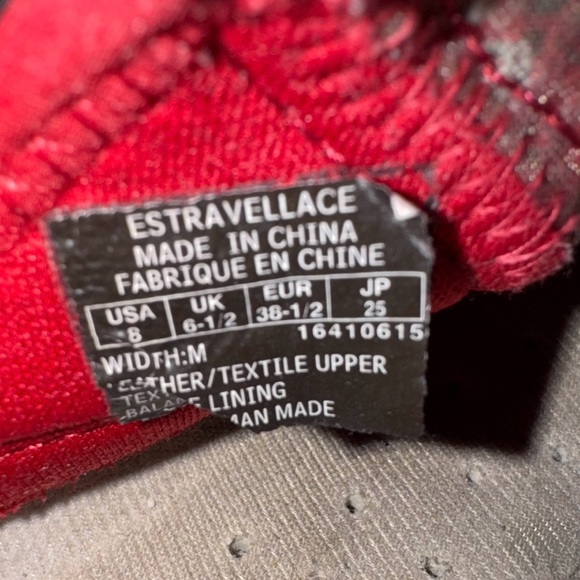 ESTRAVELLACE
MADE IN CHINA
FABRIQUE EN CHINE
USA UK EUR JP
8 6-1/2 38-1/2 25
16410615
WIDTH:M
/TEXTILE UPPER
LINING
MAN MADE